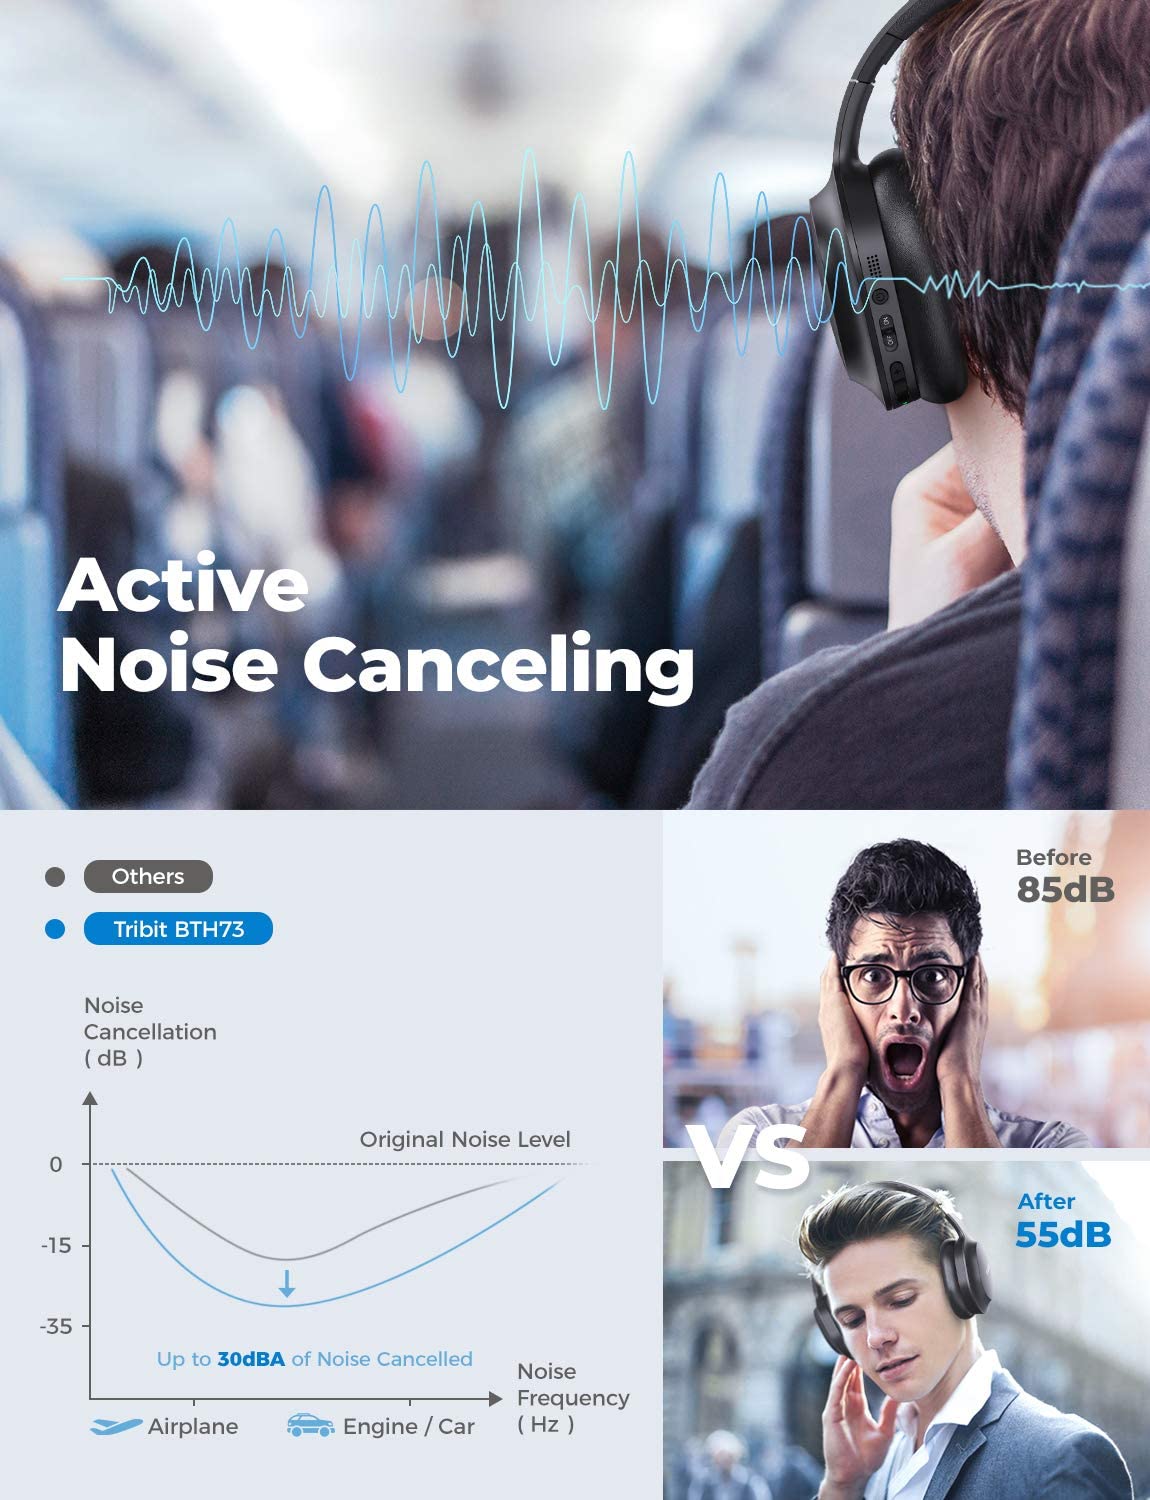 Active
Noise Canceling
Others
Tribit BTH73
Noise
Cancellation
( dB )
Original Noise Level
0
-15
-35
Up to 30dBA of Noise Cancelled
Noise
Frequency
( Hz )
Airplane
Engine / Car
Before
85dB
VS
After
55dB